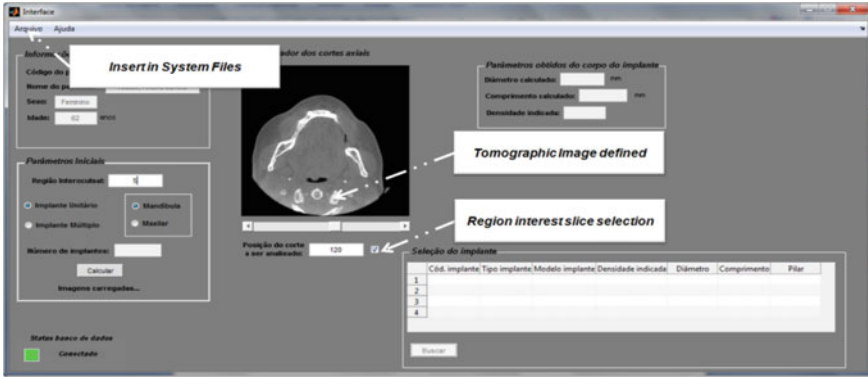 Interface
Arquivo Ajuda
Insert in System Files
Informaçõe
ador dos cortes axiais
Código do p
Nome do pa
Sexo: Feminino
Idade: 62 anos
Parâmetros obtidos do corpo do implante
Diâmetro calculado: mm
Comprimento calculado: mm
Densidade indicada:
Tomographic Image defined
Parâmetros Iniciais
Região Interoclusal: 5
Implante Unitário
Mandíbula
Implante Múltiplo
Maxilar
Número de implantes:
Calcular
Imagens carregadas...
Region interest slice selection
Posição do corte
a ser analisado: 120
Seleção do implante
Cód. implante Tipo implante Modelo implante Densidade indicada Diâmetro Comprimento Pilar
1
2
3
4
Buscar
Status banco de dados
Conectado